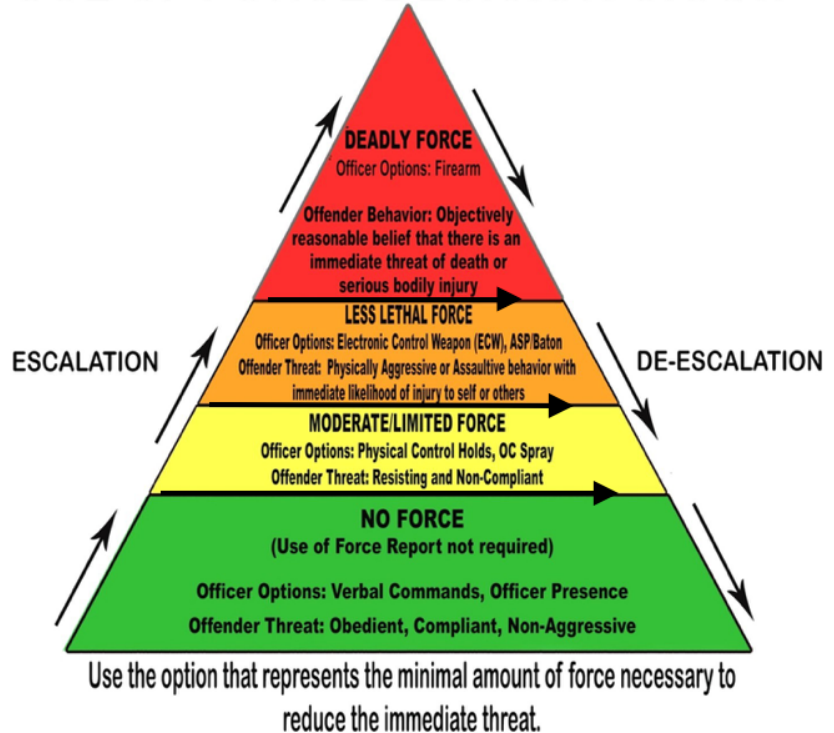 DEADLY FORCE
Officer Options: Firearm
Offender Behavior: Objectively
reasonable belief that there is an
immediate threat of death or
serious bodily injury
LESS LETHAL FORCE
Officer Options: Electronic Control Weapon (ECW), ASP/Baton
Offender Threat: Physically Aggressive or Assaultive behavior with
immediate likelihood of injury to self or others
ESCALATION
DE-ESCALATION
MODERATE/LIMITED FORCE
Officer Options: Physical Control Holds, OC Spray
Offender Threat: Resisting and Non-Compliant
NO FORCE
(Use of Force Report not required)
Officer Options: Verbal Commands, Officer Presence
Offender Threat: Obedient, Compliant, Non-Aggressive
Use the option that represents the minimal amount of force necessary to
reduce the immediate threat.